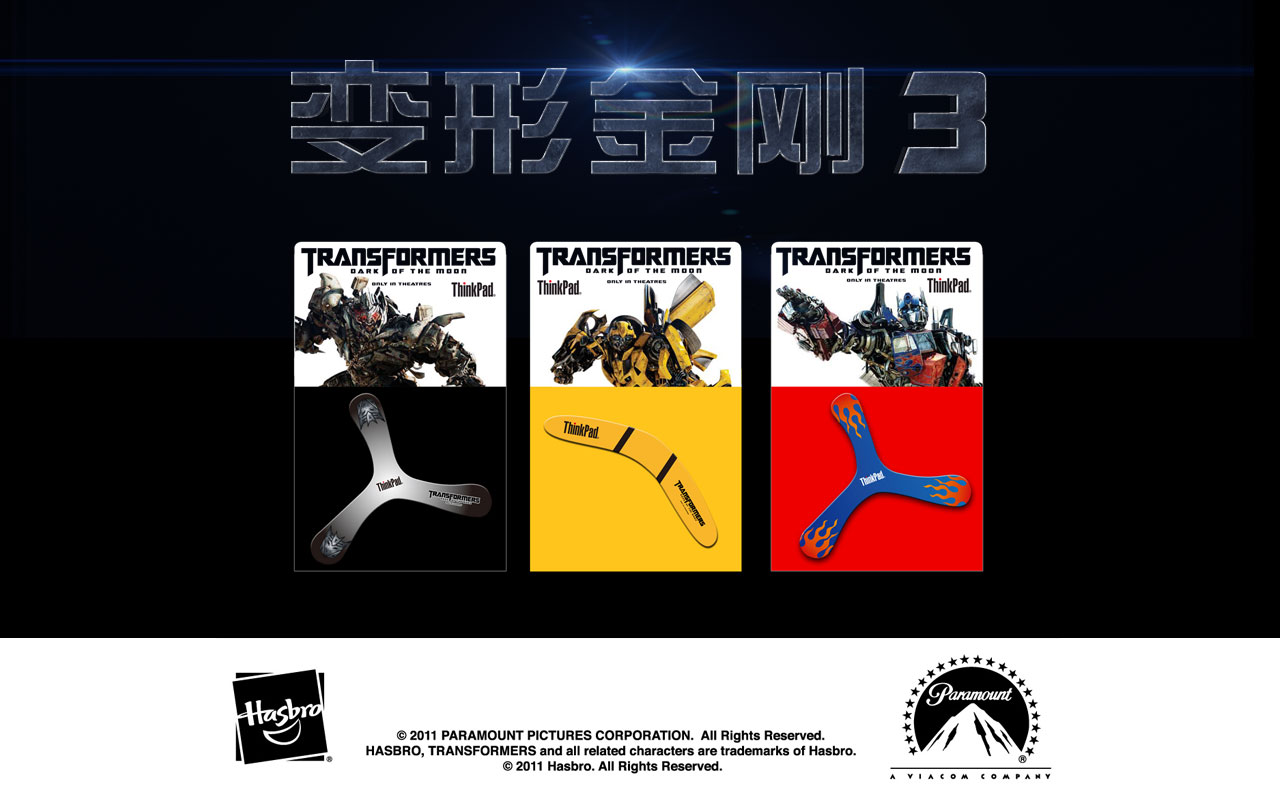 变形金刚3
TRANSFORMERS
DARK OF THE MOON
ONLY IN THEATRES
ThinkPad
TRANSFORMERS
DARK OF THE MOON
ONLY IN THEATRES
ThinkPad
TRANSFORMERS
DARK OF THE MOON
ONLY IN THEATRES
ThinkPad
ThinkPad
TRANSFORMERS
ThinkPad
TRANSFORMERS
ThinkPad
Hasbro®
© 2011 PARAMOUNT PICTURES CORPORATION. All Rights Reserved.
HASBRO, TRANSFORMERS and all related characters are trademarks of Hasbro.
© 2011 Hasbro. All Rights Reserved.
Paramount®
A VIACOM COMPANY